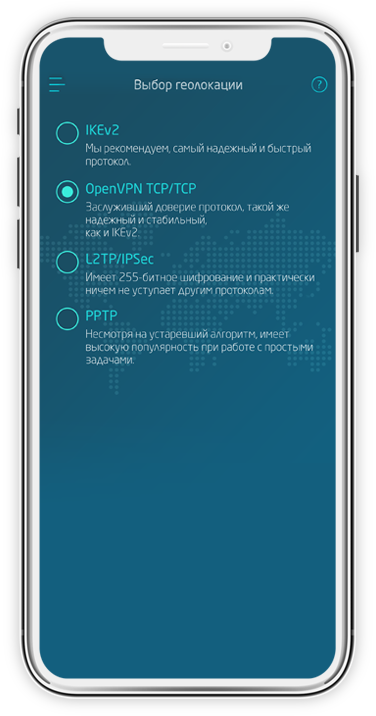 Выбор геолокации
?
IKEv2
Мы рекомендуем, самый надежный и быстрый
протокол.
OpenVPN TCP/TCP
Заслуживший доверие протокол, такой же
надежный и стабильный,
как и IKEv2.
L2TP/IPSec
Имеет 255-битное шифрование и практически
ничем не уступает другим протоколам.
PPTP
Несмотря на устаревший алгоритм, имеет
высокую популярность при работе с простыми
задачами.